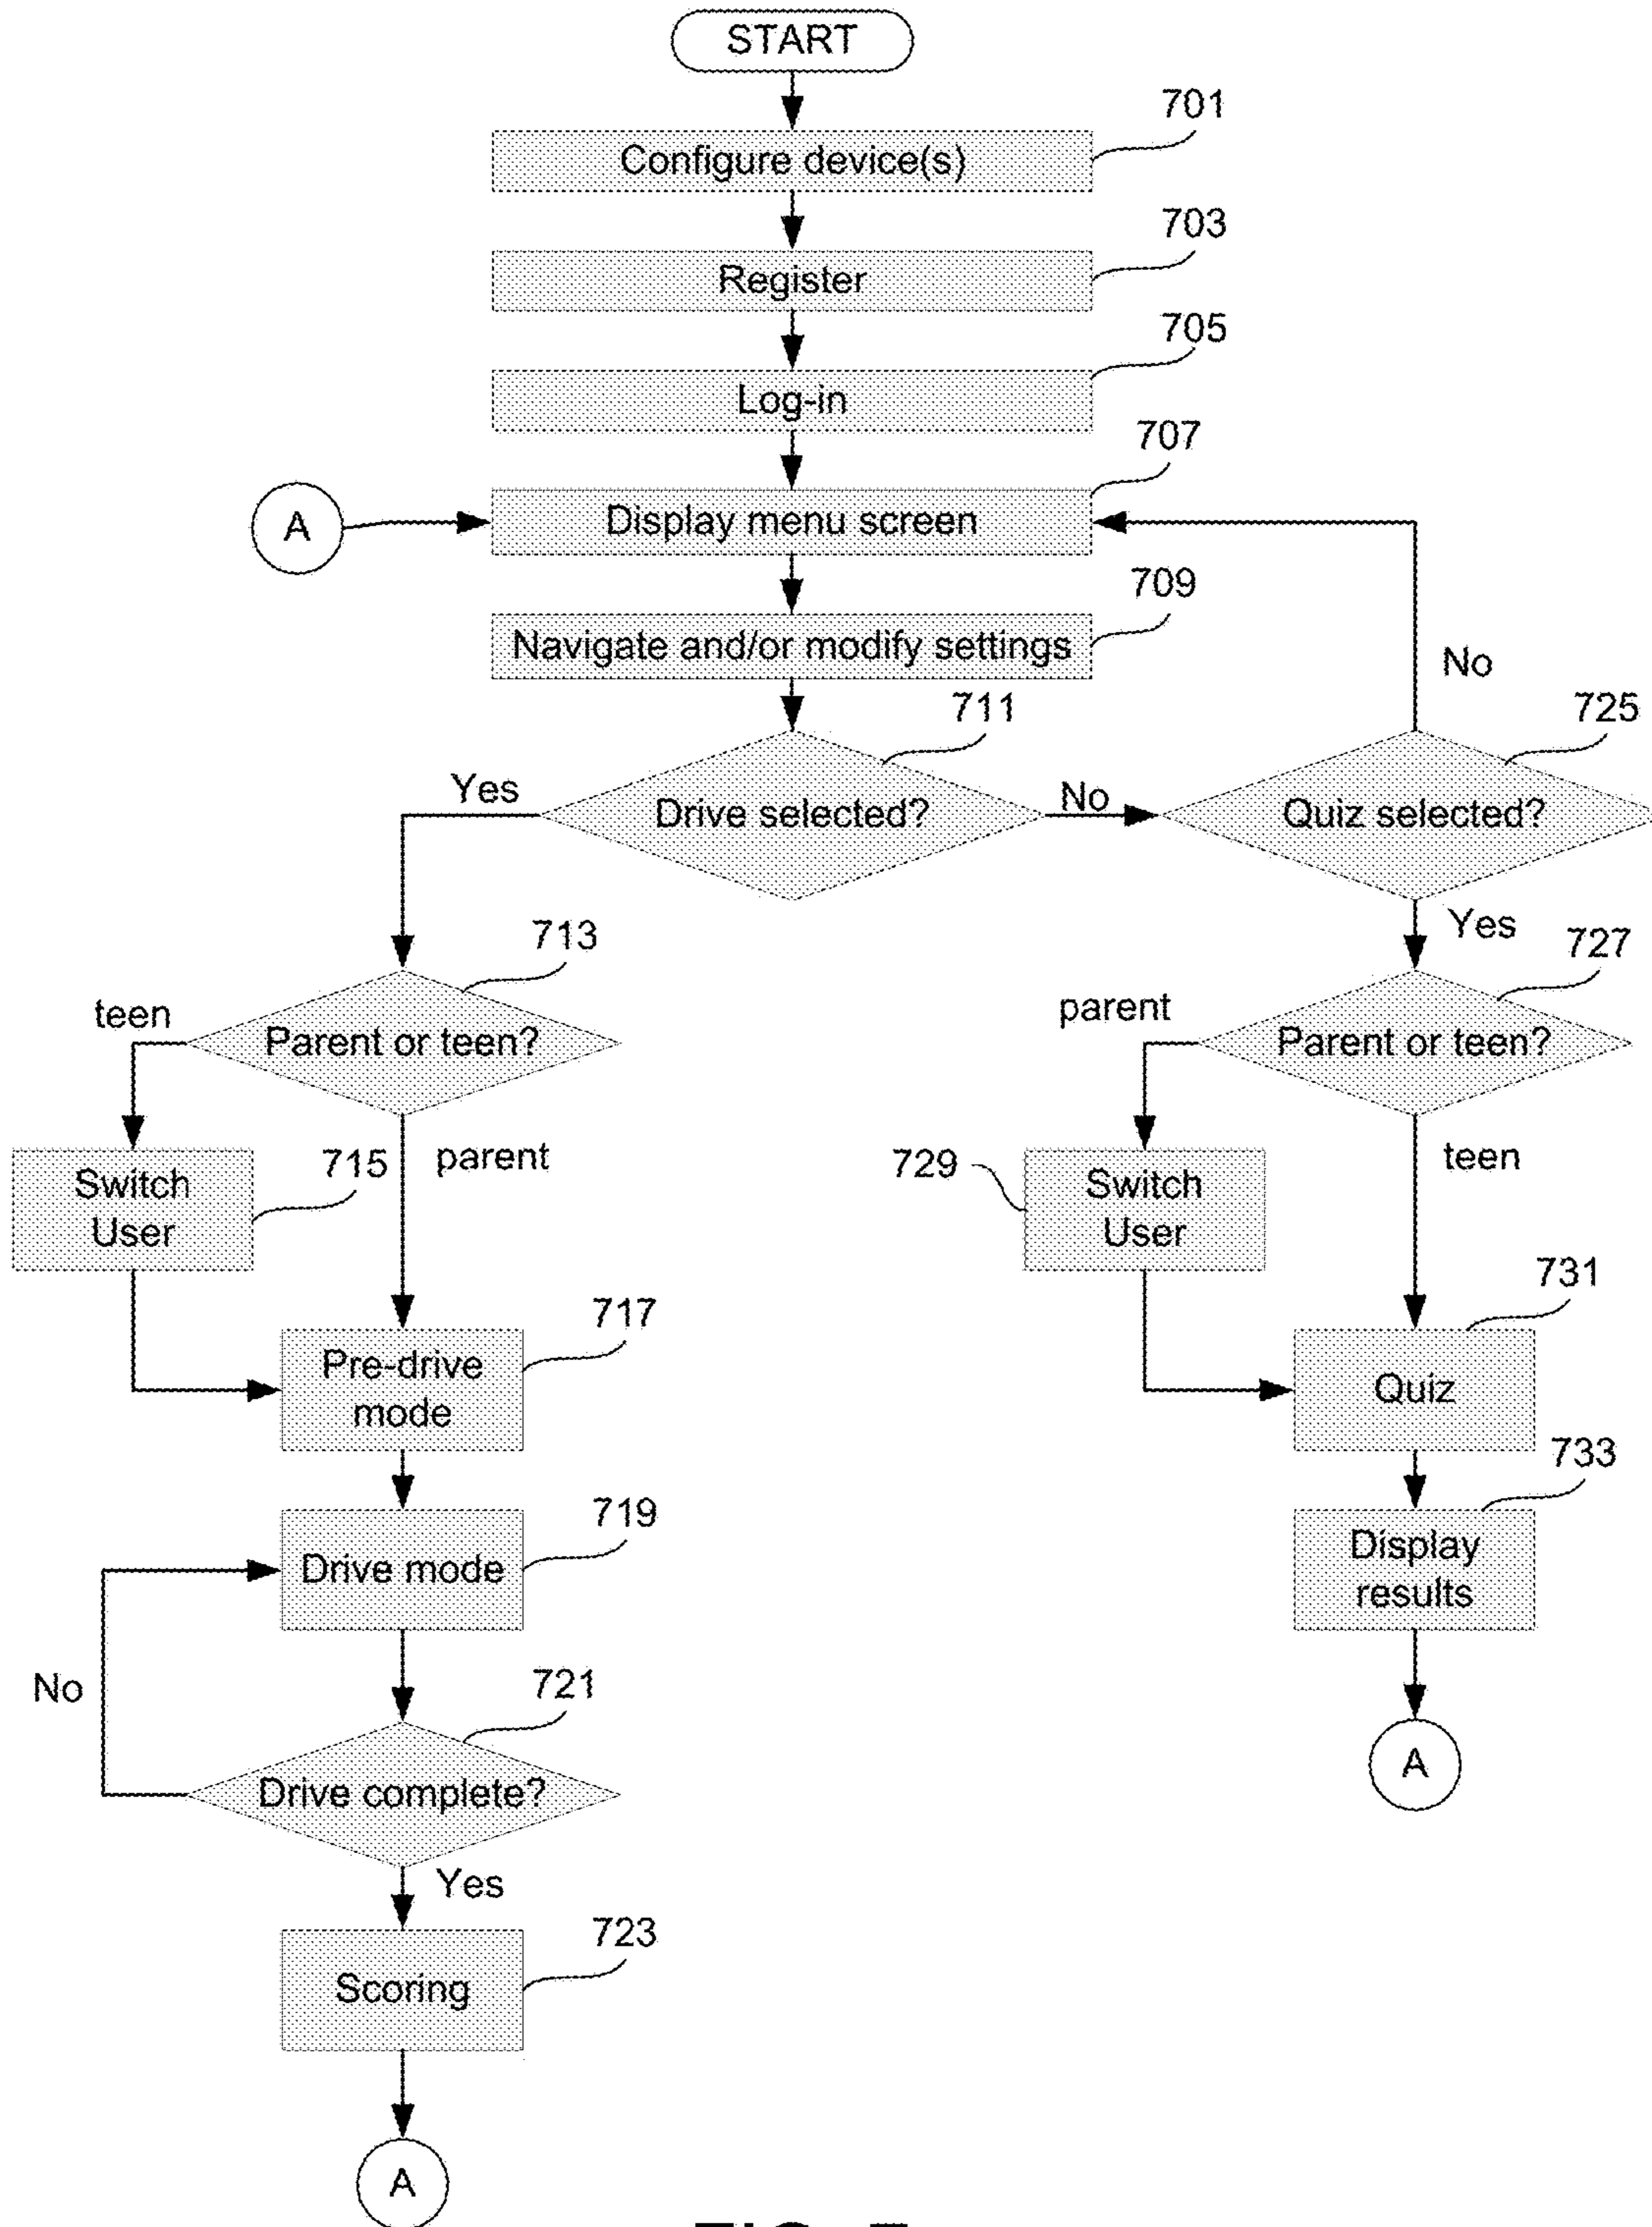 START
701
Configure device(s)
703
Register
705
Log-in
707
A
Display menu screen
709
Navigate and/or modify settings
No
711
725
Yes
Drive selected?
No
Quiz selected?
713
Yes
727
teen
Parent or teen?
parent
Parent or teen?
Switch
User
715
parent
729
Switch
User
teen
731
717
Pre-drive
mode
Quiz
733
719
Drive mode
Display
results
No
721
A
Drive complete?
Yes
723
Scoring
A